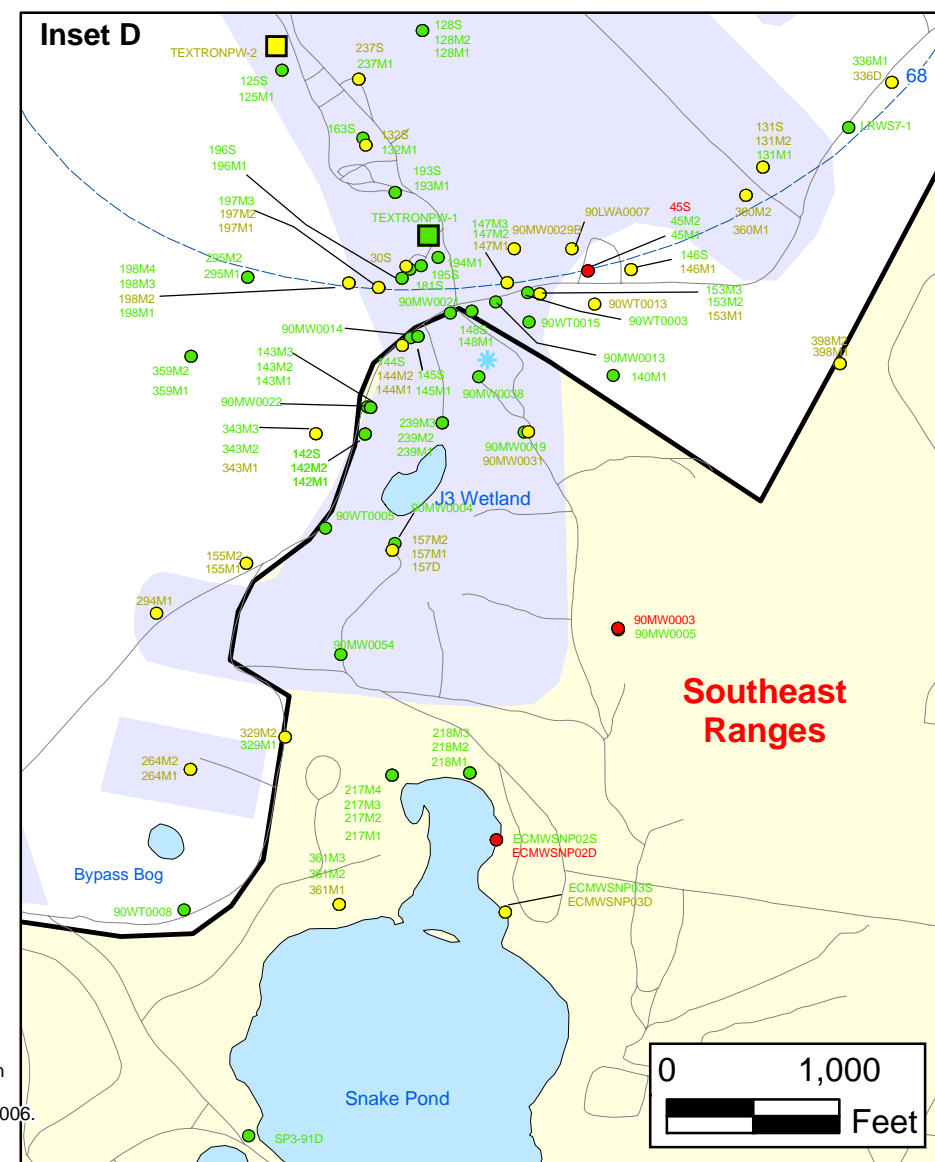 Inset D
TEXTRONPW-2
125S
125M1
237S
237M1
128S
128M2
128M1
336M1
336D
68
LRWS7-1
163S
132S
132M1
131S
131M2
131M1
196S
196M1
193S
193M1
197M3
197M2
197M1
TEXTRONPW-1
147M3
147M2
147M1
90MW0029B
90LWA0007
45S
45M2
45M1
360M2
360M1
198M4
198M3
198M2
198M1
295M2
295M1
30S
194M1
195S
181S
146S
146M1
153M3
153M2
153M1
90MW0021
90WT0013
90WT0015
90WT0003
90MW0014
148S
148M1
90MW0013
398M2
398M1
359M2
359M1
143M3
143M2
143M1
144S
144M2
144M1
145S
145M1
90MW0038
140M1
90MW0022
343M3
343M2
343M1
142S
142M2
142M1
239M3
239M2
239M1
90MW0019
90MW0031
J3 Wetland
90WT0005
90MW0004
155M2
155M1
157M2
157M1
157D
294M1
90MW0003
90MW0005
90MW0054
Southeast
Ranges
329M2
329M1
264M2
264M1
218M3
218M2
218M1
217M4
217M3
217M2
217M1
ECMWSNP02S
ECMWSNP02D
Bypass Bog
361M3
361M2
361M1
ECMWSNP03S
ECMWSNP03D
90WT0008
n
006.
Snake Pond
SP3-91D
0 1,000
Feet